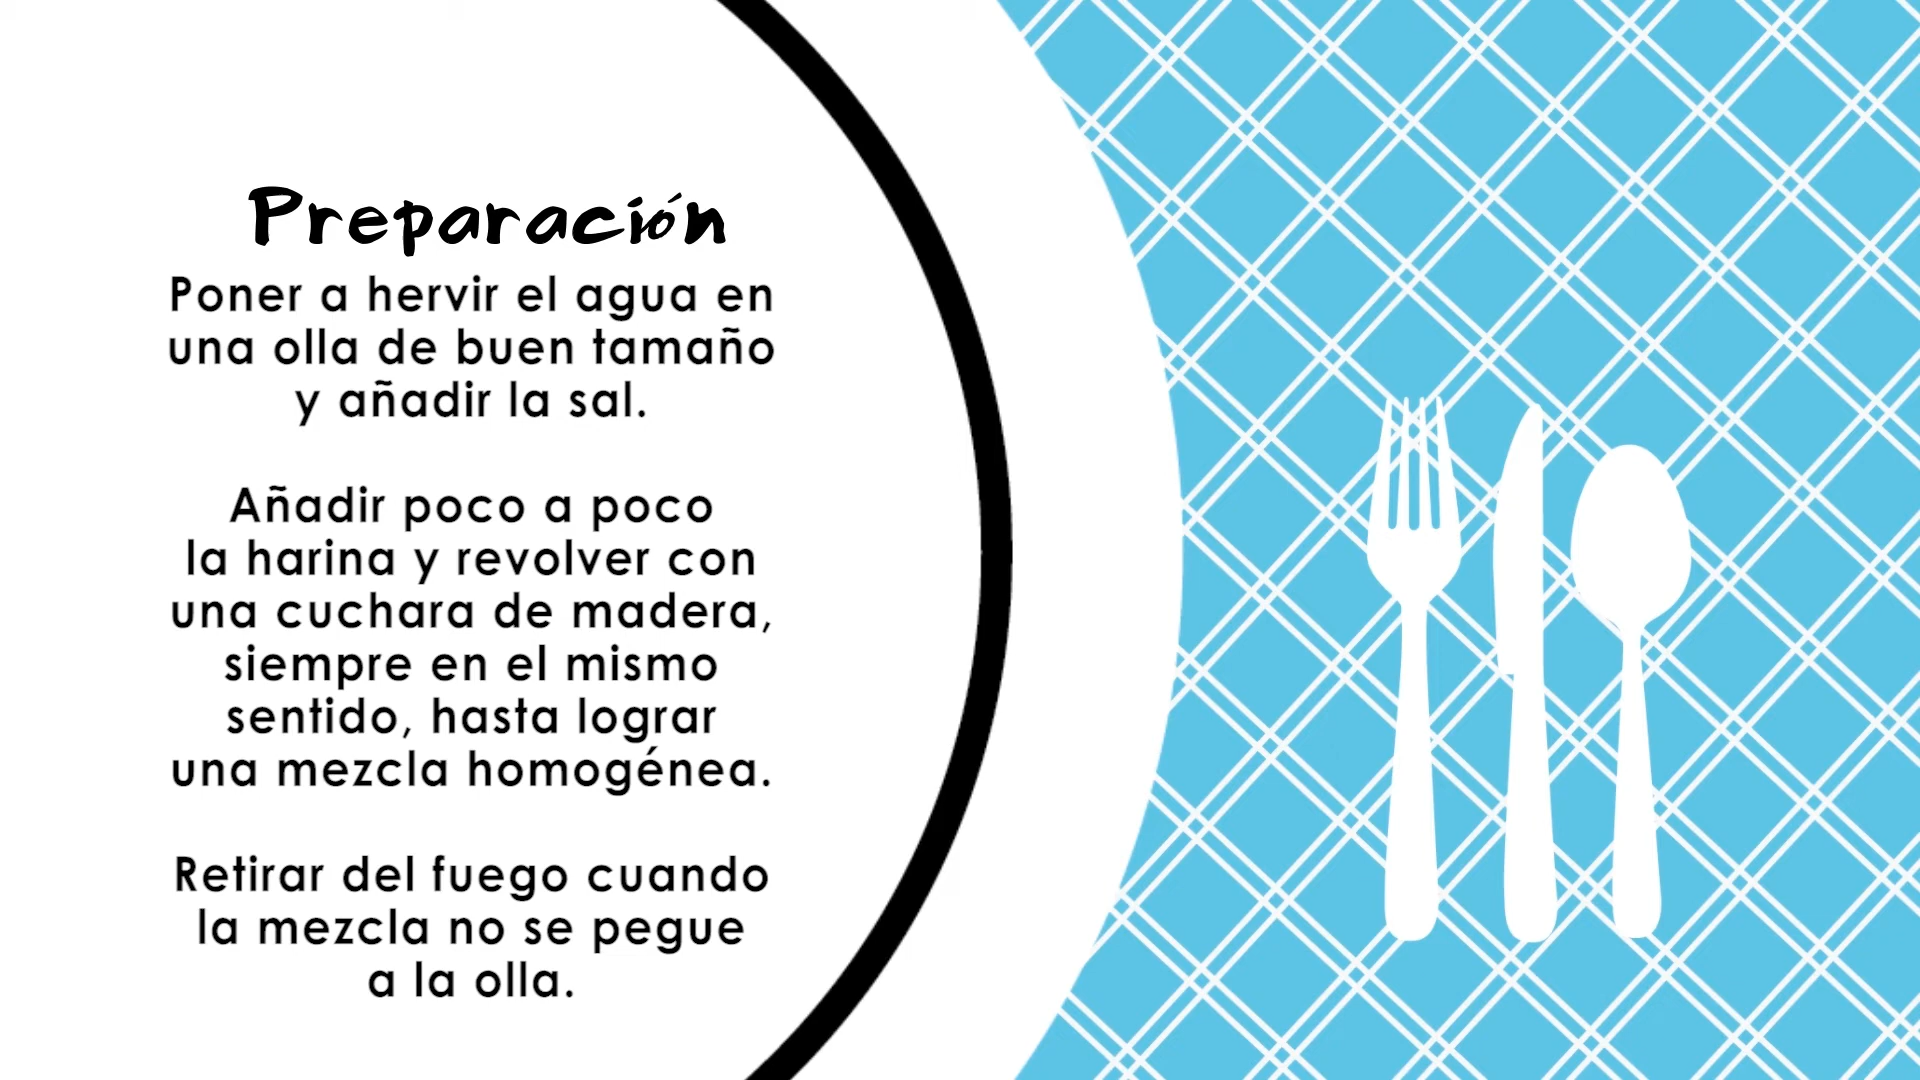 Preparación
Poner a hervir el agua en
una olla de buen tamaño
y añadir la sal.
Añadir poco a poco
la harina y revolver con
una cuchara de madera,
siempre en el mismo
sentido, hasta lograr
una mezcla homogénea.
Retirar del fuego cuando
la mezcla no se pegue
a la olla.